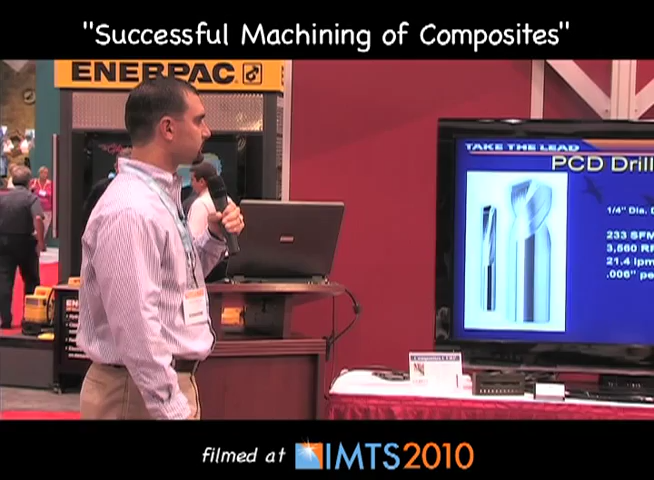 "Successful Machining of Composites"
ENERPAC
TAKE THE LEAD
PCD Drill
1/4" Dia.
233 SFM
3,560 R
21.4 ipm
.006" pe
filmed at IMTS2010